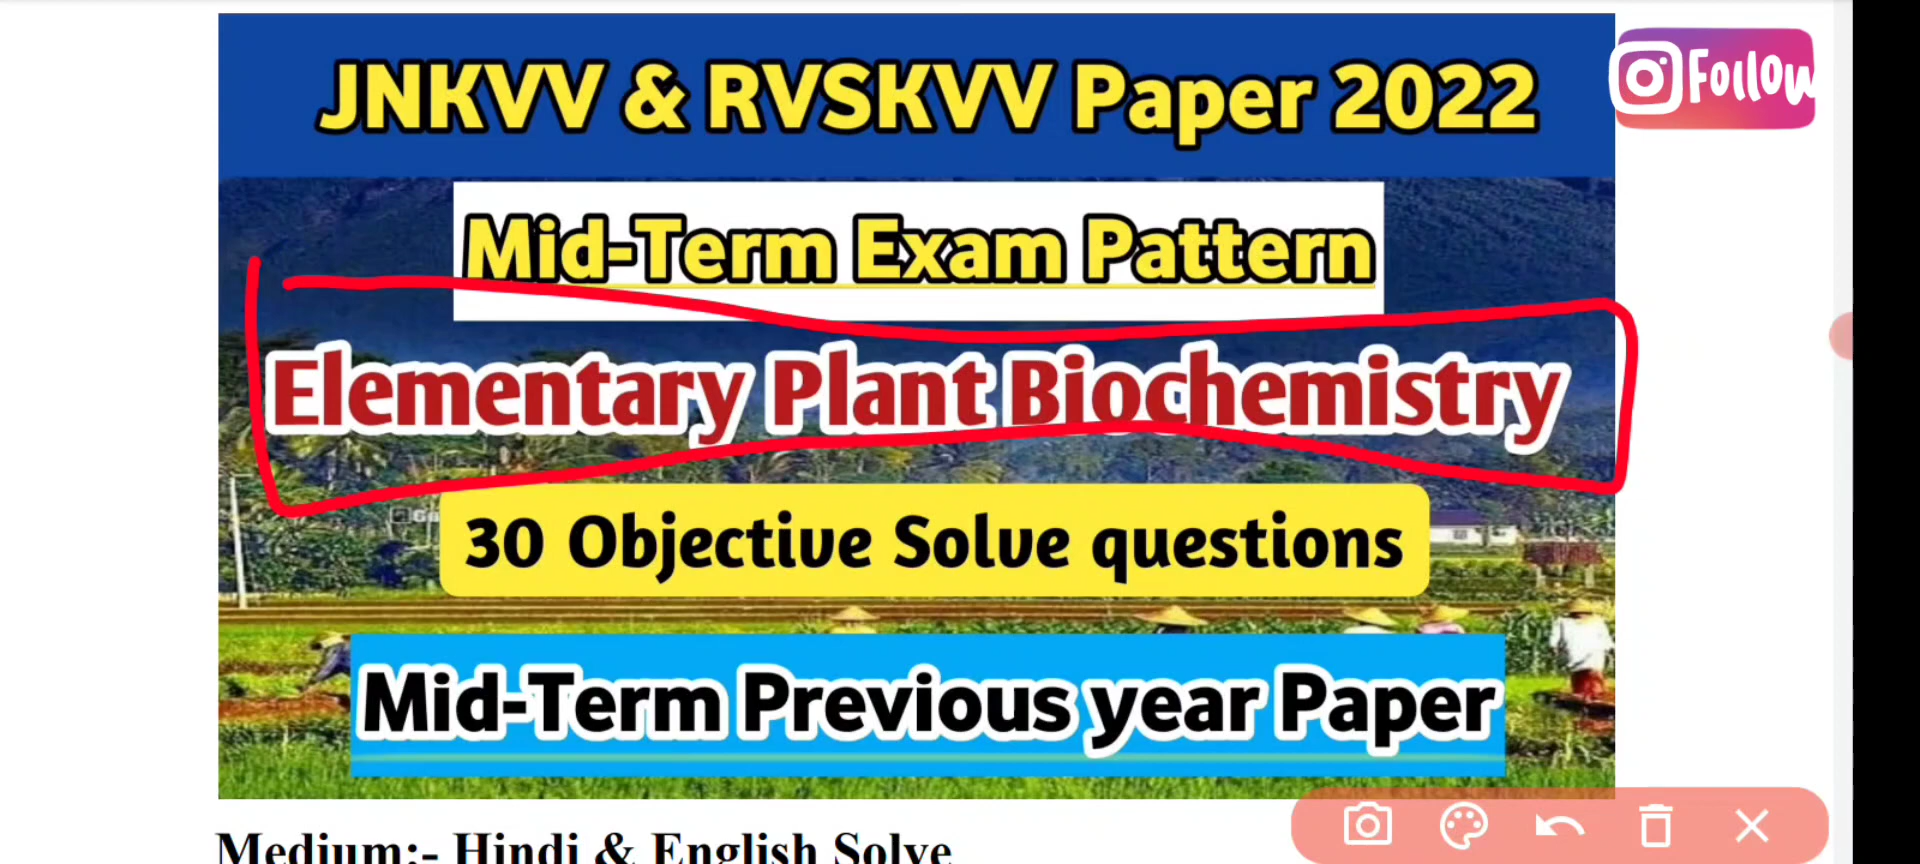 JNKVV & RVSKVV Paper 2022
Follow
Mid-Term Exam Pattern
Elementary Plant Biochemistry
30 Objective Solve questions
Mid-Term Previous year Paper
Medium:- Hindi & English Solve